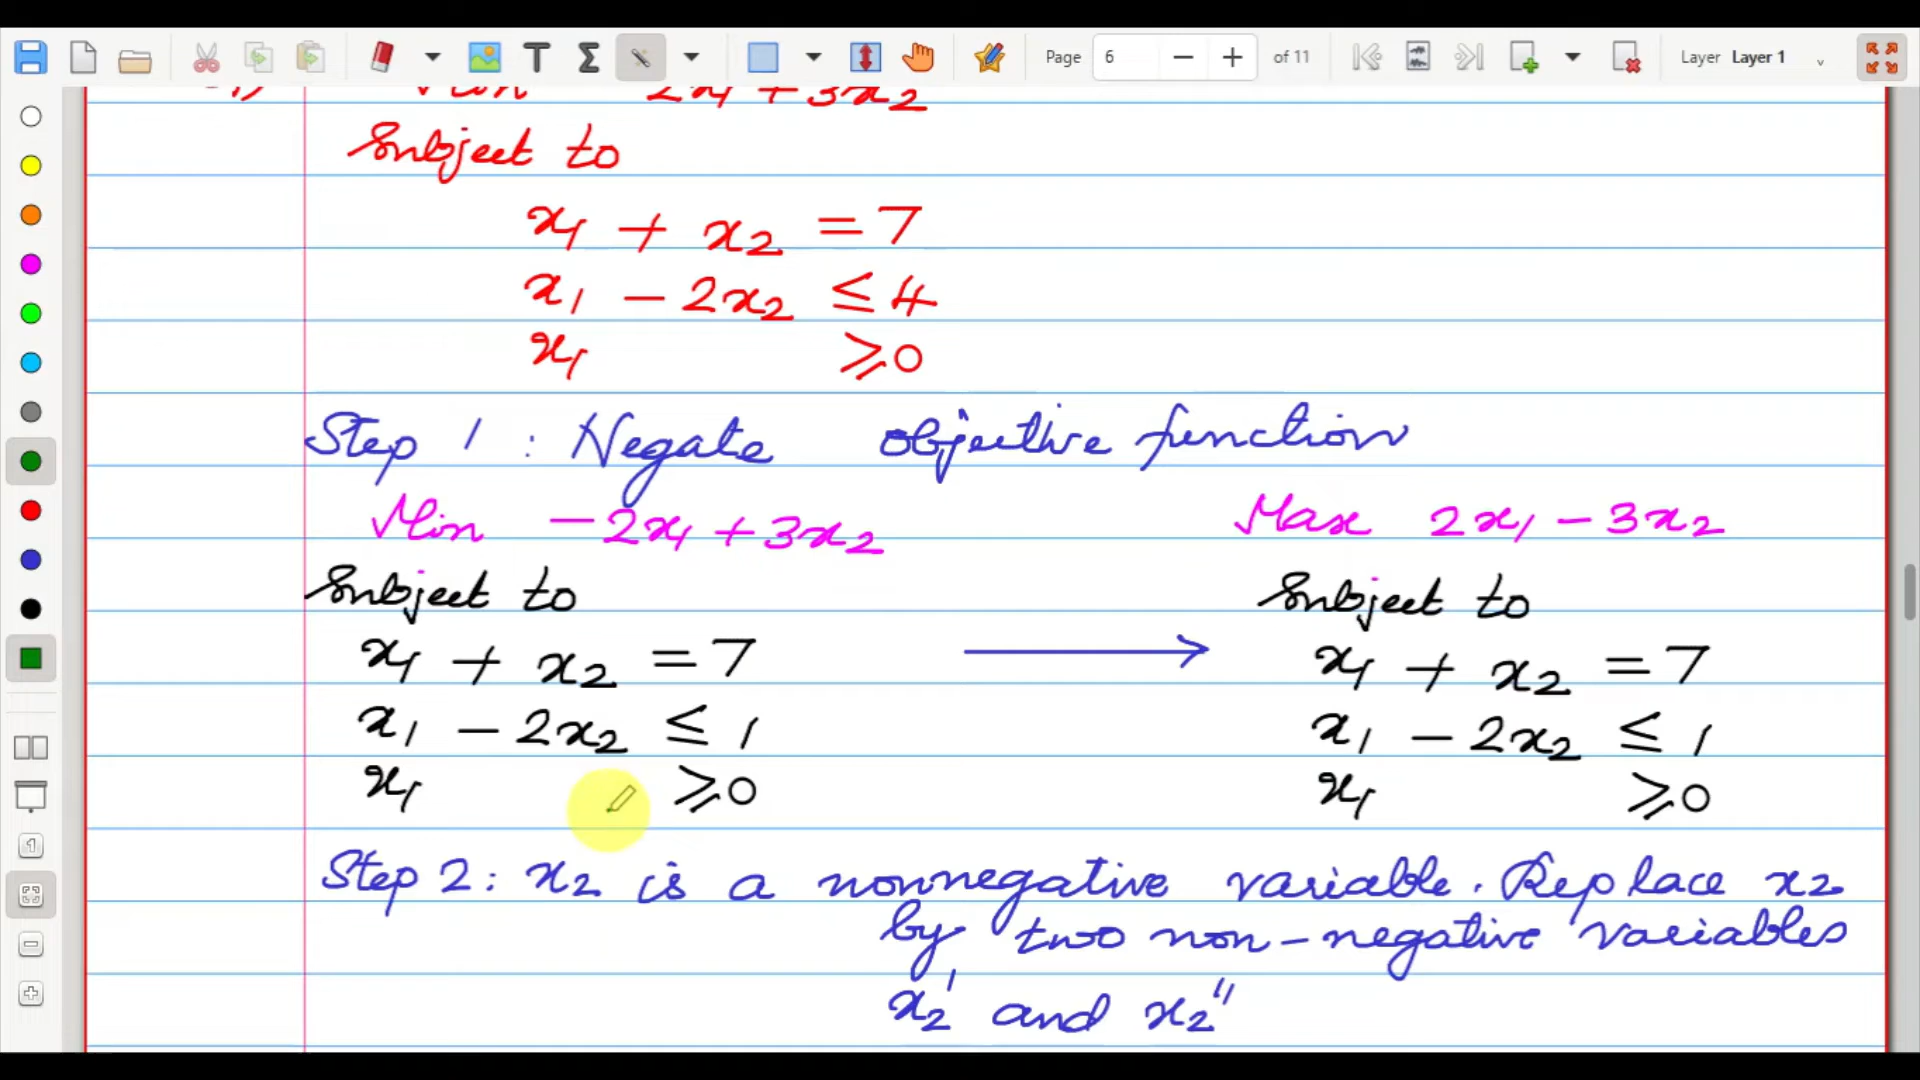 Page 6 of 11 Layer Layer 1
2x1 + 3x2
Subject to
x1 + x2 = 7
x1 - 2x2 ≤ 4
x1 ≥ 0
Step 1 : Negate objective function
Min -2x1 + 3x2 Max 2x1 - 3x2
Subject to Subject to
x1 + x2 = 7 x1 + x2 = 7
x1 - 2x2 ≤ 1 x1 - 2x2 ≤ 1
x1 ≥ 0 x1 ≥ 0
Step 2: x2 is a nonnegative variable. Replace x2
by two non-negative variables
x2' and x2"